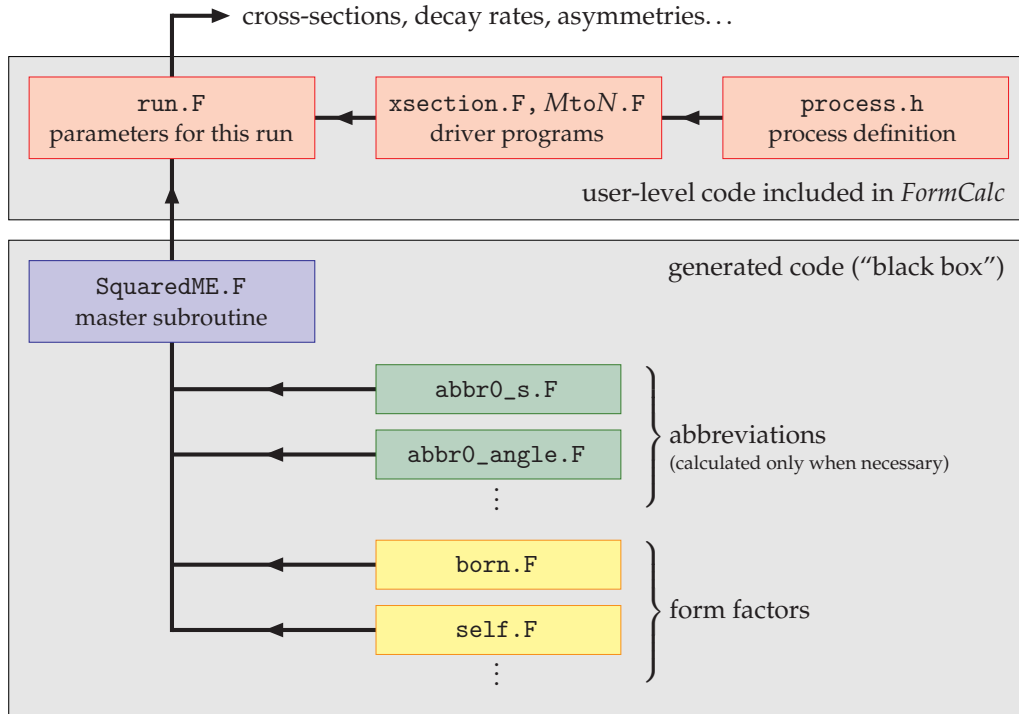 cross-sections, decay rates, asymmetries…
run.F
parameters for this run
xsection.F, MtoN.F
driver programs
process.h
process definition
user-level code included in FormCalc
generated code (“black box”)
SquaredME.F
master subroutine
abbr0_s.F
abbr0_angle.F
⋮
abbreviations
(calculated only when necessary)
born.F
self.F
⋮
form factors